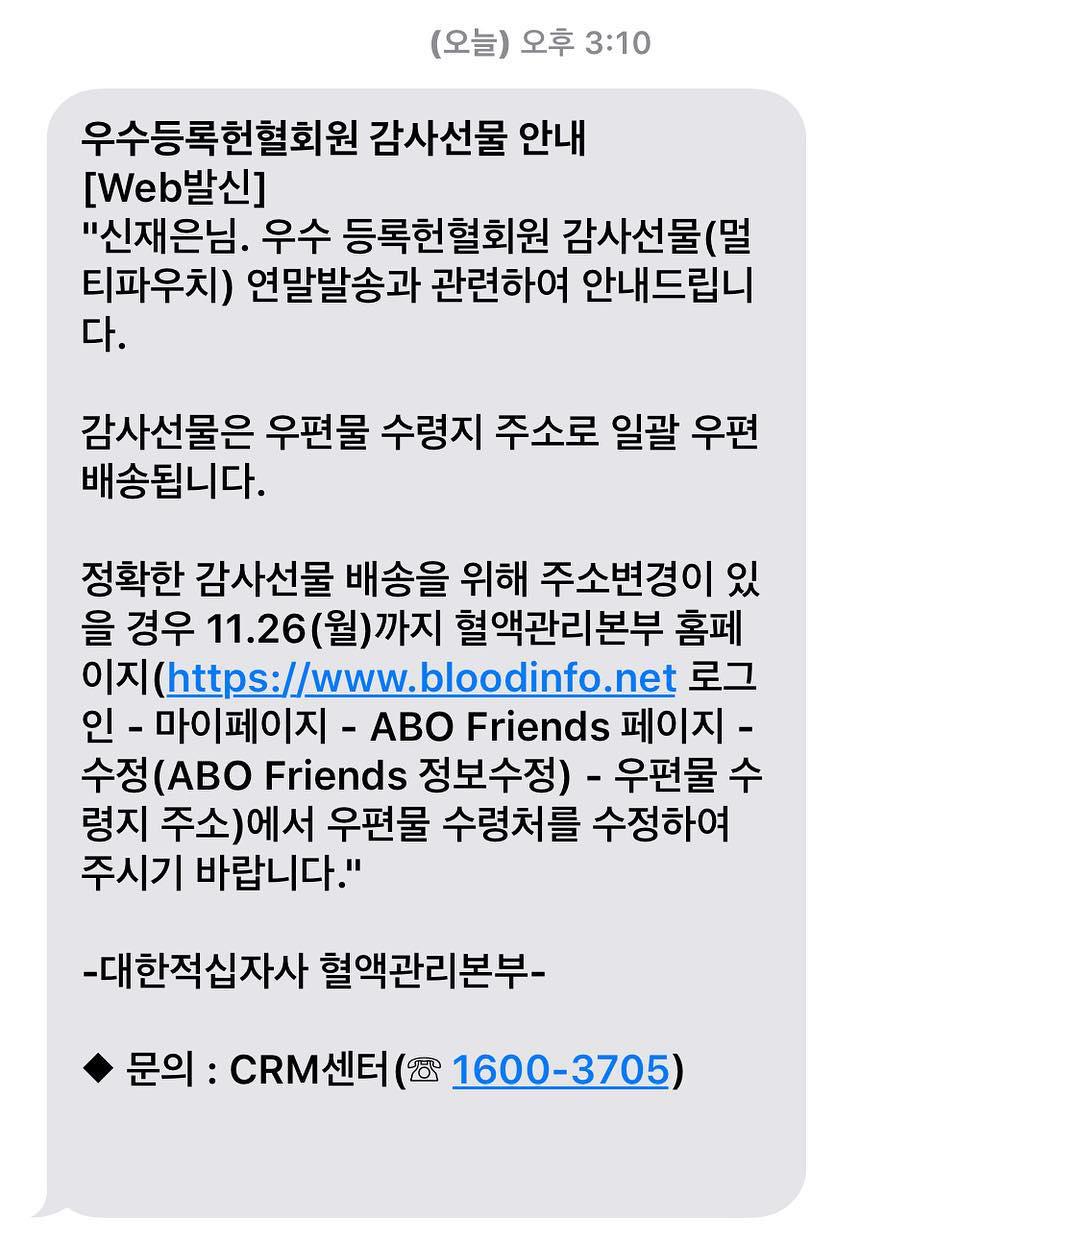 (오늘) 오후 3:10
우수등록헌혈회원 감사선물 안내
[Web발신]
"신재은님. 우수 등록헌혈회원 감사선물(멀
티파우치) 연말발송과 관련하여 안내드립니
다.
감사선물은 우편물 수령지 주소로 일괄 우편
배송됩니다.
정확한 감사선물 배송을 위해 주소변경이 있
을 경우 11.26(월)까지 혈액관리본부 홈페
이지(https://www.bloodinfo.net 로그
인 - 마이페이지 - ABO Friends 페이지 -
수정(ABO Friends 정보수정) - 우편물 수
령지 주소)에서 우편물 수령처를 수정하여
주시기 바랍니다."
-대한적십자사 혈액관리본부-
◆ 문의 : CRM센터(☏ 1600-3705)